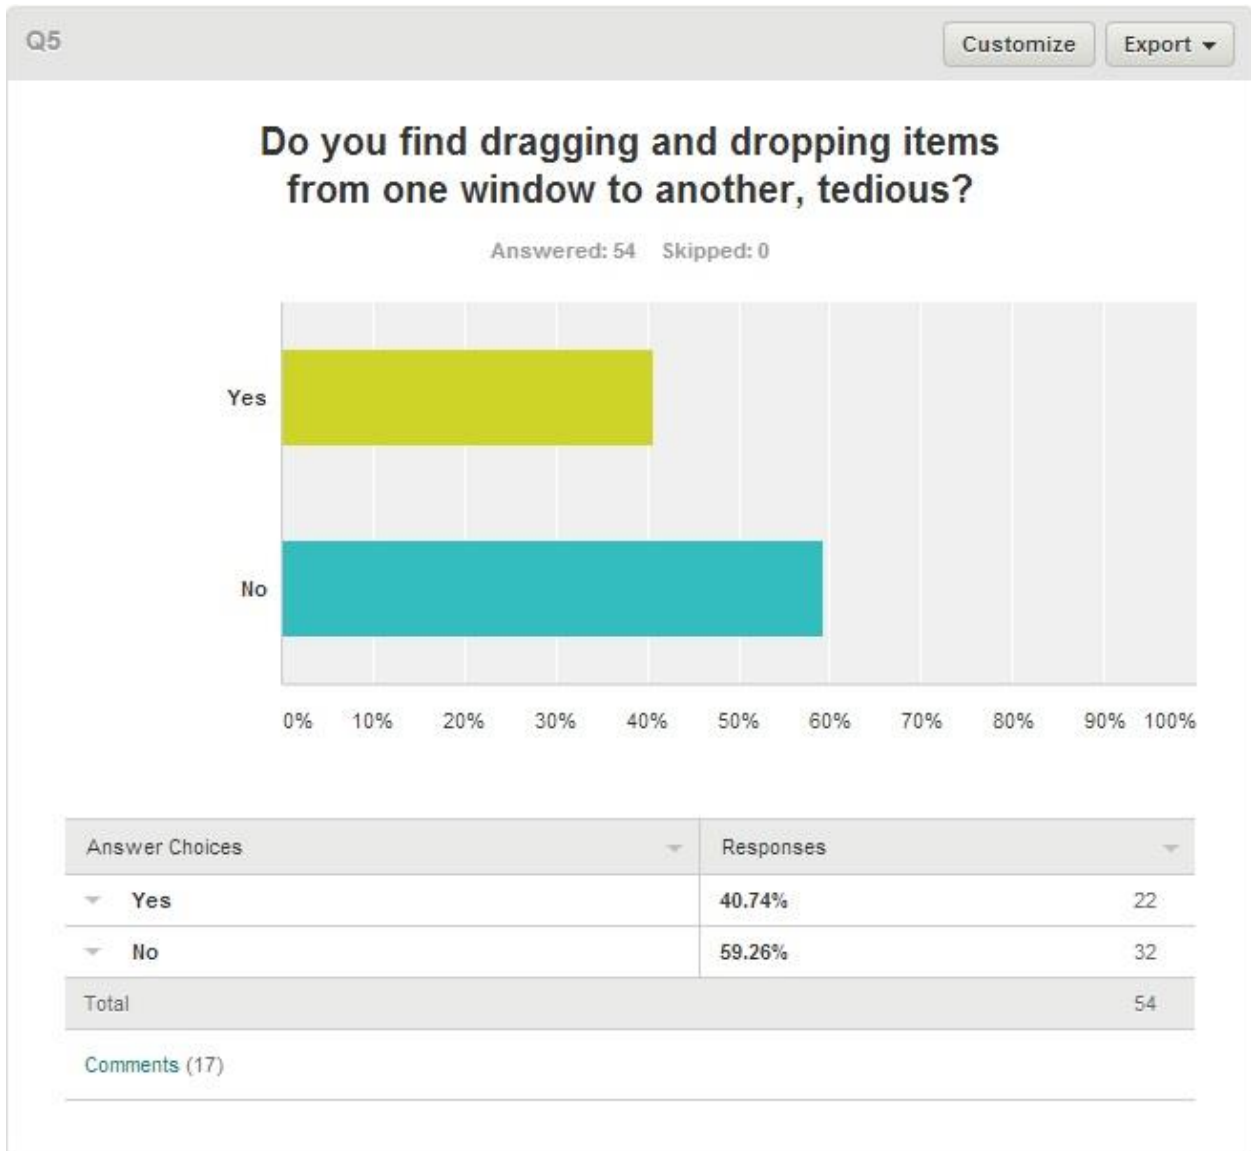 Q5
Customize
Export
Do you find dragging and dropping items
from one window to another, tedious?
Answered: 54 Skipped: 0
Yes
No
0% 10% 20% 30% 40% 50% 60% 70% 80% 90% 100%
Answer Choices Responses
Yes 40.74% 22
No 59.26% 32
Total 54
Comments (17)